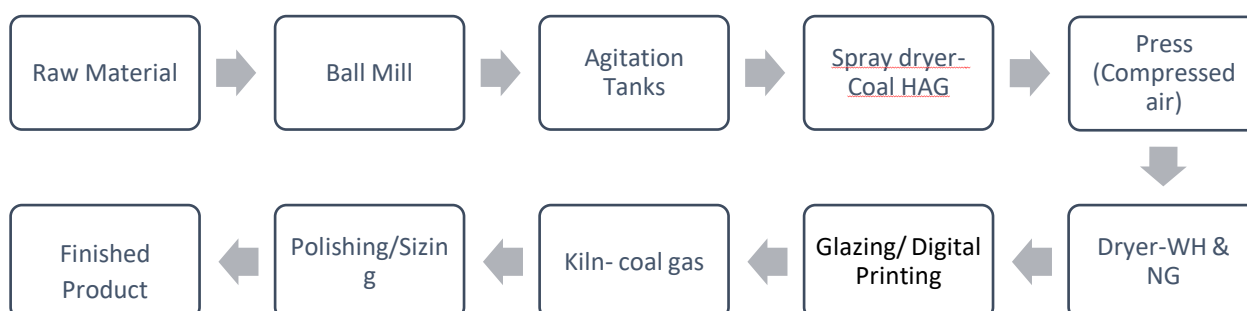 Raw Material
Ball Mill
Agitation
Tanks
Spray dryer-
Coal HAG
Press
(Compressed
air)
Dryer-WH &
NG
Glazing/ Digital
Printing
Kiln- coal gas
Polishing/Sizin
g
Finished
Product